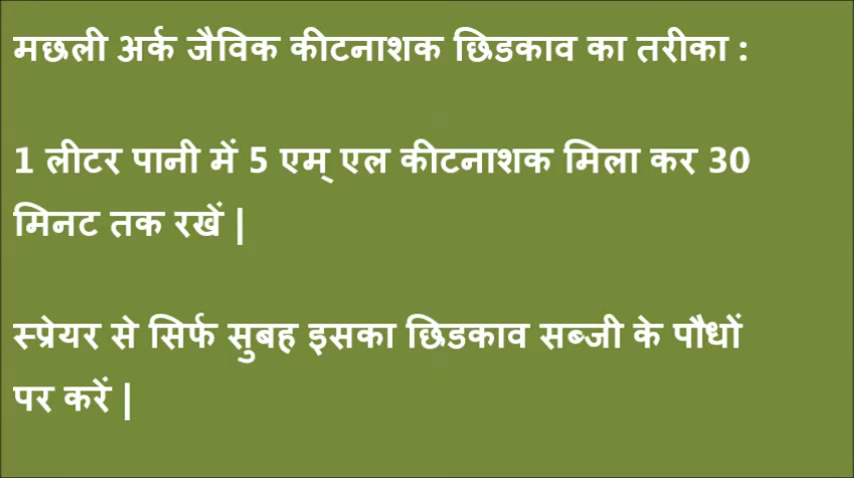 मछली अर्क जैविक कीटनाशक छिडकाव का तरीका :
1 लीटर पानी में 5 एम् एल कीटनाशक मिला कर 30
मिनट तक रखें |
स्प्रेयर से सिर्फ सुबह इसका छिडकाव सब्जी के पौधों
पर करें |